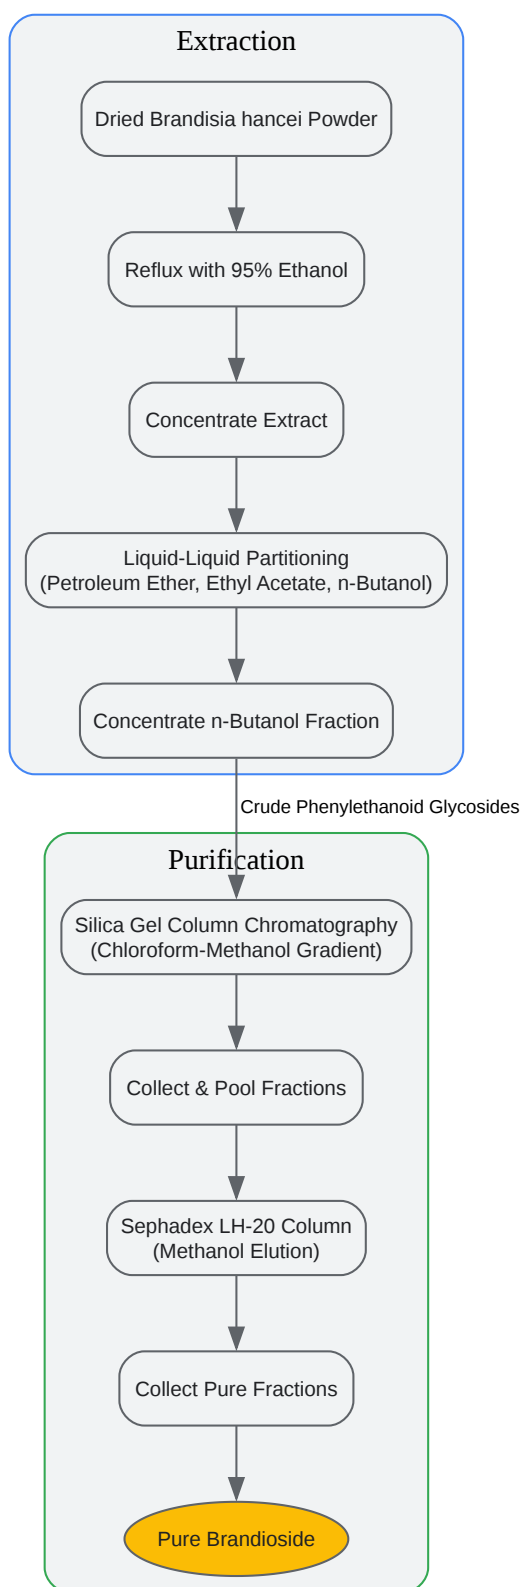 Extraction
Dried Brandisia hancei Powder
Reflux with 95% Ethanol
Concentrate Extract
Liquid-Liquid Partitioning
(Petroleum Ether, Ethyl Acetate, n-Butanol)
Concentrate n-Butanol Fraction
Crude Phenylethanoid Glycosides
Purification
Silica Gel Column Chromatography
(Chloroform-Methanol Gradient)
Collect & Pool Fractions
Sephadex LH-20 Column
(Methanol Elution)
Collect Pure Fractions
Pure Brandioside